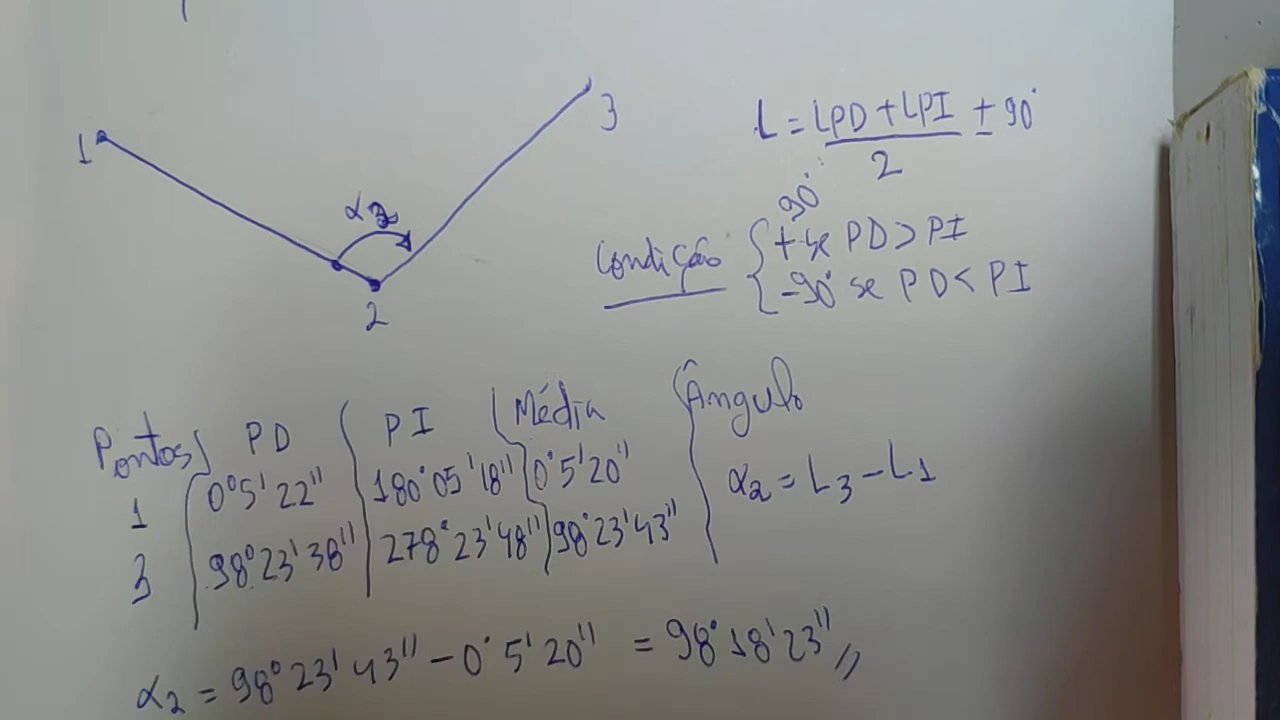 1
3
α2
2
L = LPD + LPI ± 90°
2
90°
Condição { + se PD > PI
-90° se PD < PI
Pontos PD PI Média Ângulo
1 0°5'22" 180°05'18" 0°5'20" α2 = L3 - L1
3 98°23'38" 278°23'48" 98°23'43"
α2 = 98°23'43" - 0°5'20" = 98°18'23"//